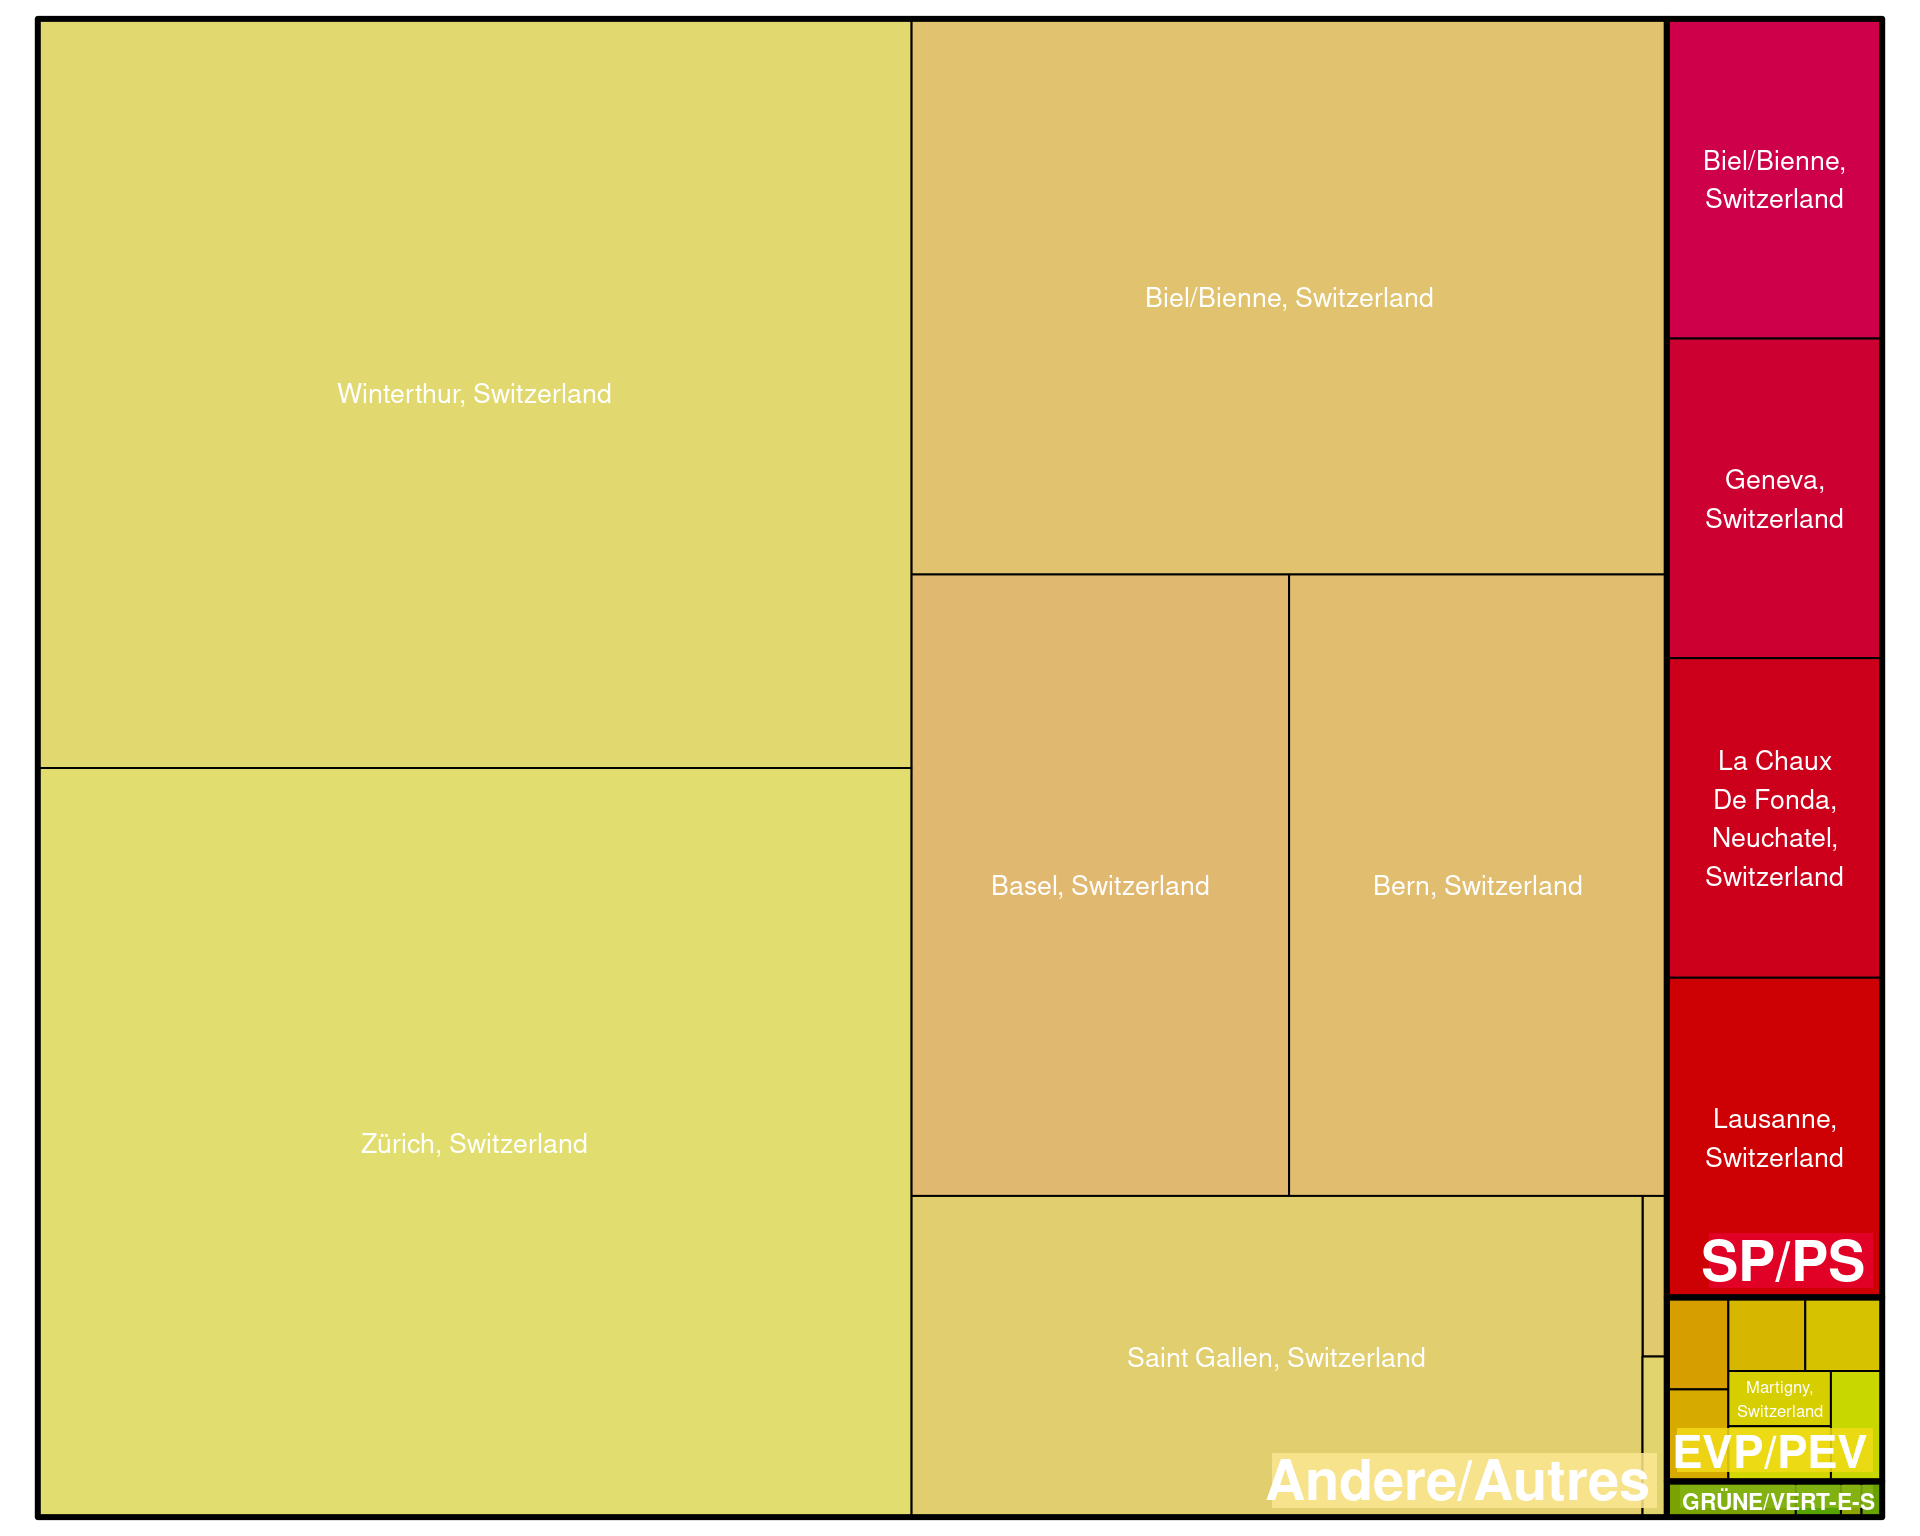 Winterthur, Switzerland
Zürich, Switzerland
Biel/Bienne, Switzerland
Basel, Switzerland
Bern, Switzerland
Saint Gallen, Switzerland
Andere/Autres
Biel/Bienne,
Switzerland
Geneva,
Switzerland
La Chaux
De Fonda,
Neuchatel,
Switzerland
Lausanne,
Switzerland
SP/PS
Martigny,
Switzerland
EVP/PEV
GRÜNE/VERT-E-S